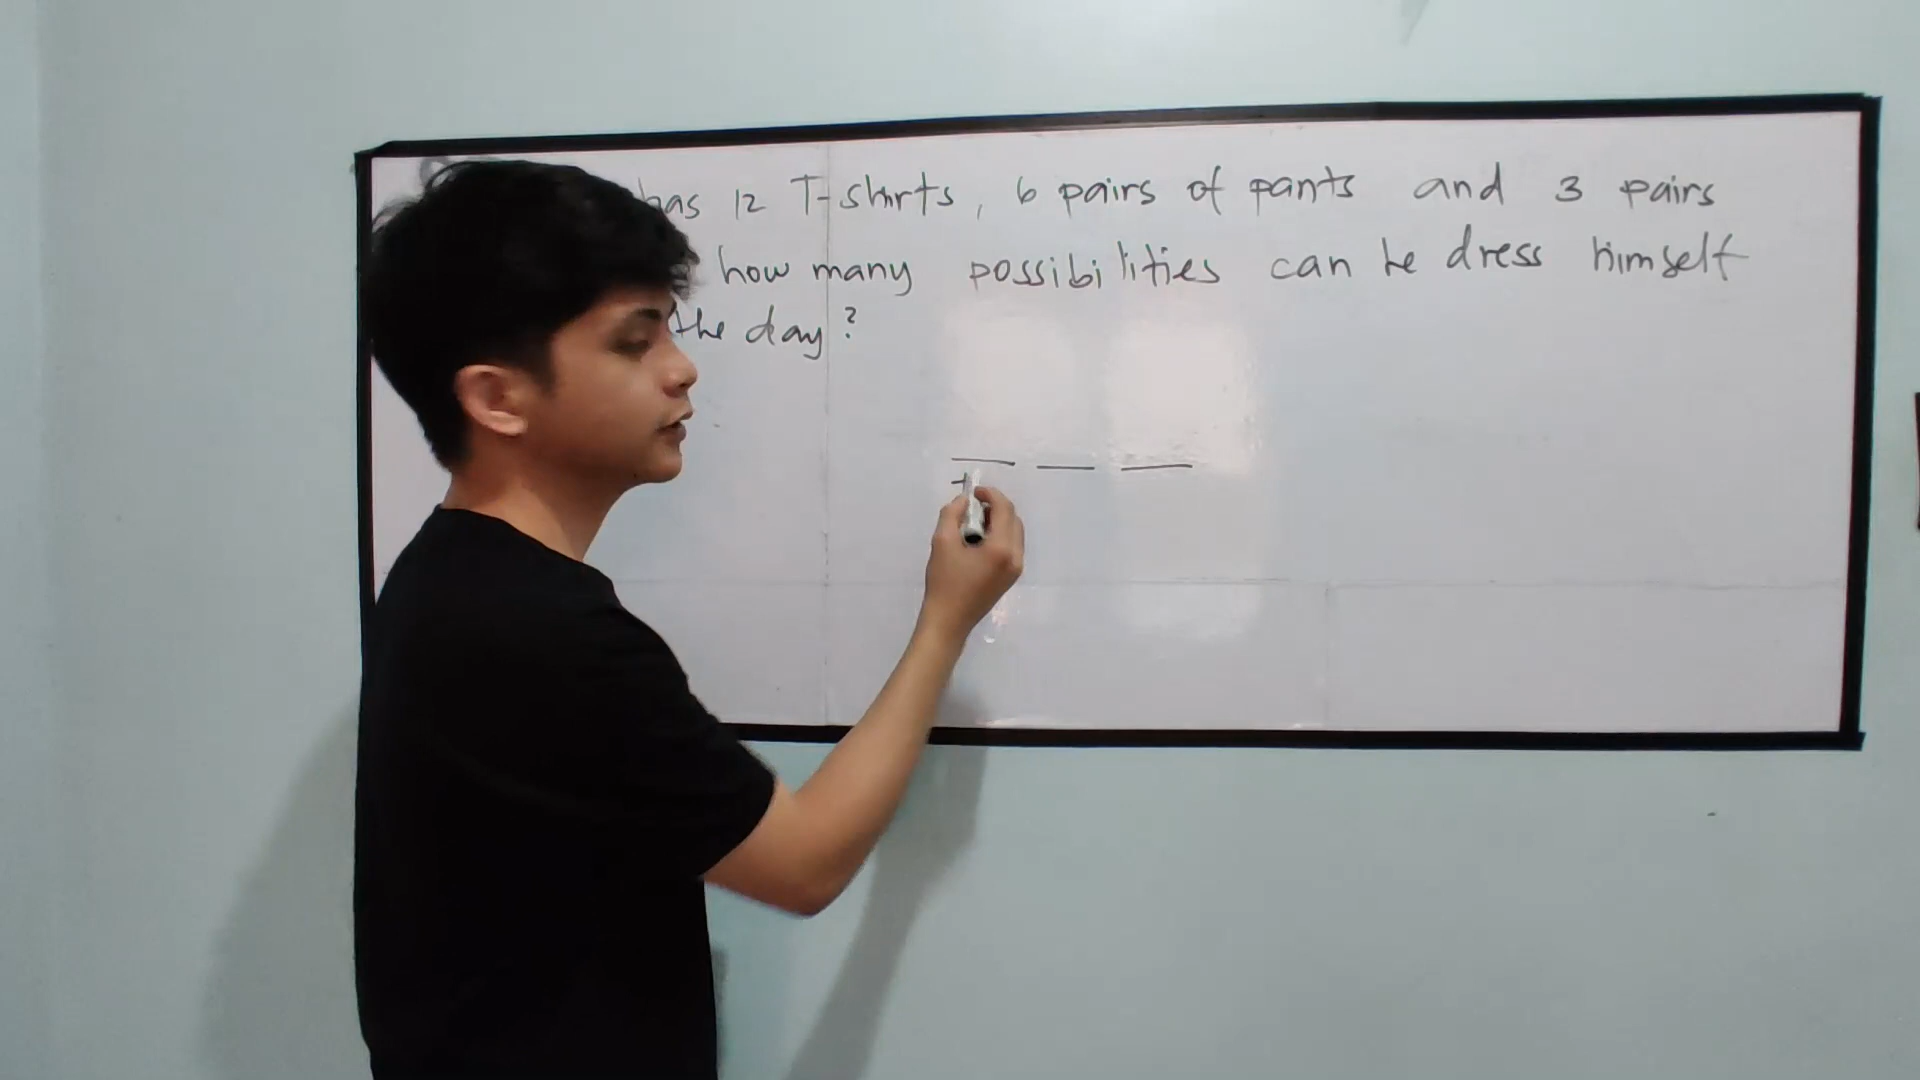 has 12 T-shirts, 6 pairs of pants and 3 pairs
how many possibilities can he dress himself
the day?